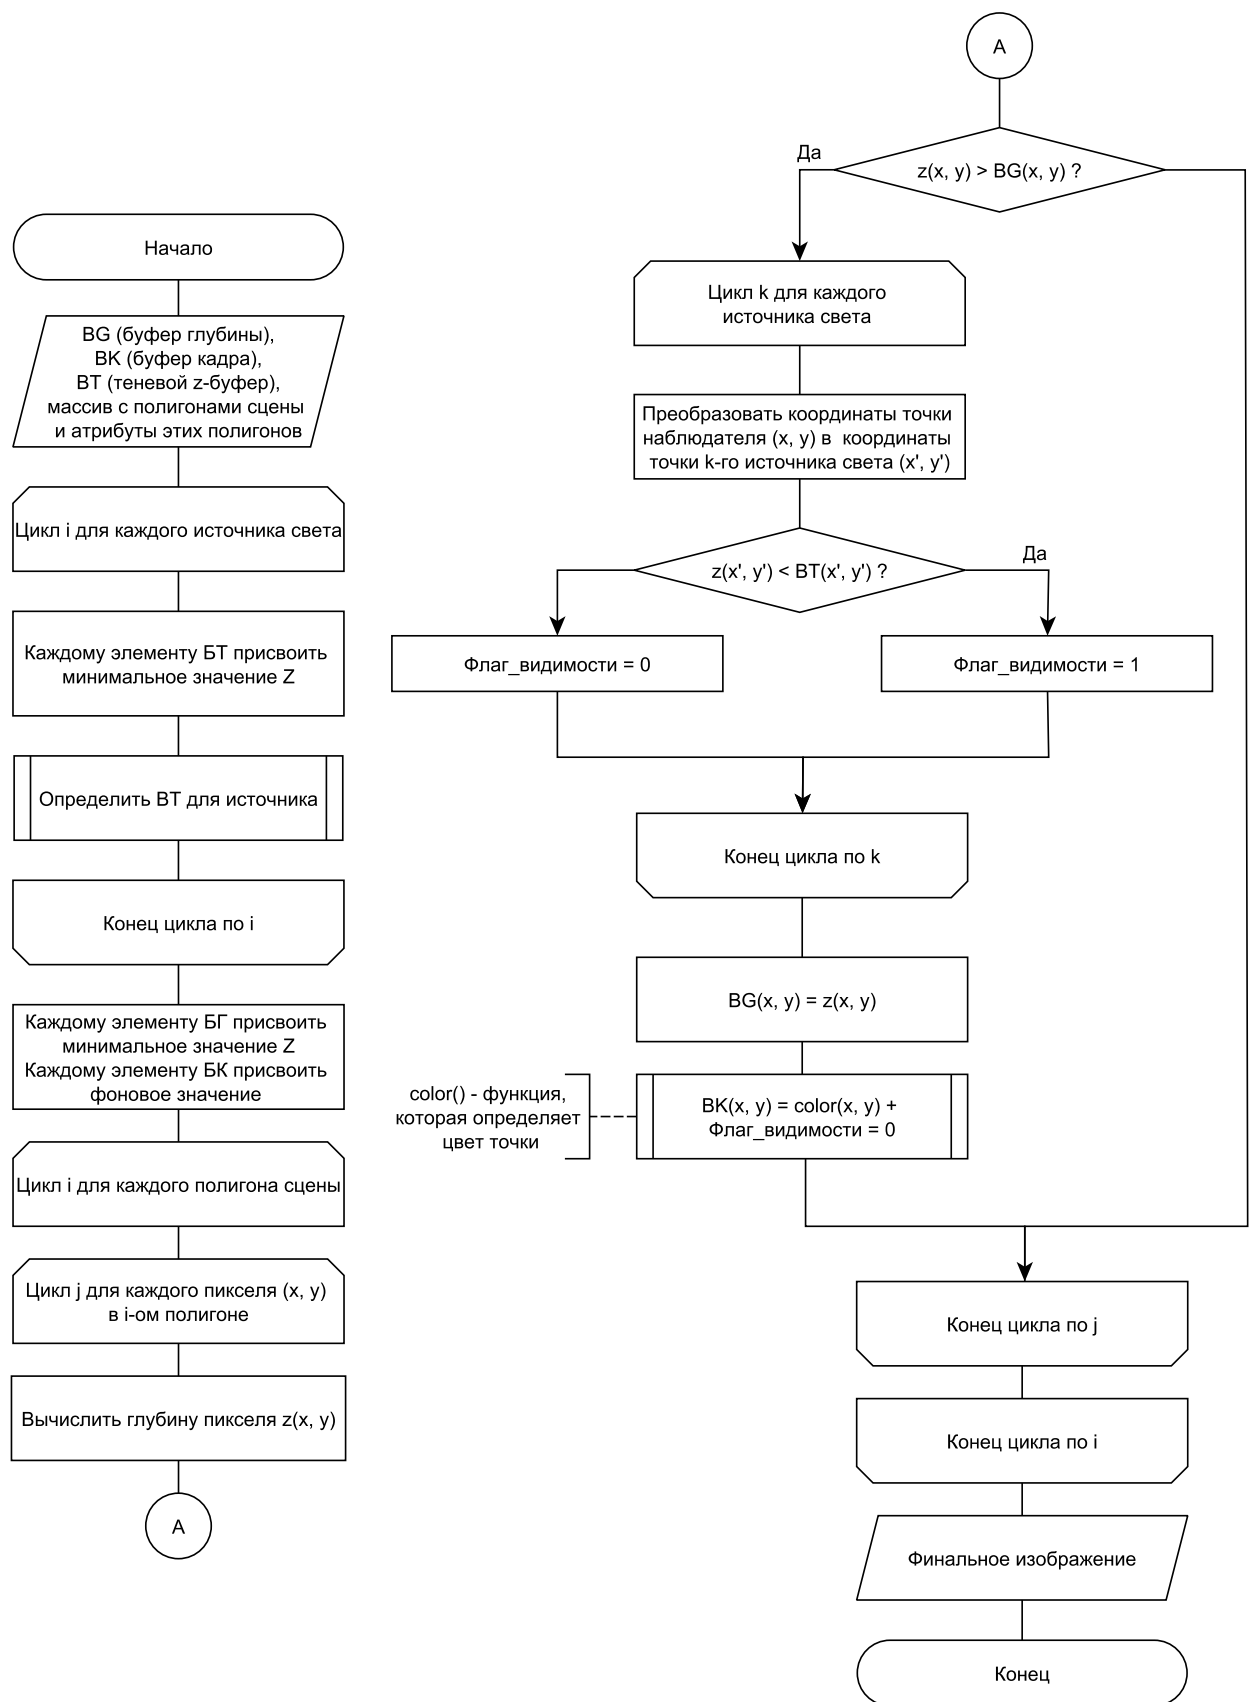 Начало
BG (буфер глубины),
BK (буфер кадра),
BT (теневой z-буфер),
массив с полигонами сцены
и атрибуты этих полигонов
Цикл i для каждого источника света
Каждому элементу БТ присвоить
минимальное значение Z
Определить BT для источника
Конец цикла по i
Каждому элементу БГ присвоить
минимальное значение Z
Каждому элементу БК присвоить
фоновое значение
Цикл i для каждого полигона сцены
Цикл j для каждого пикселя (x, y)
в i-ом полигоне
Вычислить глубину пикселя z(x, y)
A
A
z(x, y) > BG(x, y) ?
Да
Цикл k для каждого
источника света
Преобразовать координаты точки
наблюдателя (x, y) в координаты
точки k-го источника света (x', y')
z(x', y') < BT(x', y') ?
Да
Флаг_видимости = 0
Флаг_видимости = 1
Конец цикла по k
BG(x, y) = z(x, y)
color() - функция,
которая определяет
цвет точки
BK(x, y) = color(x, y) +
Флаг_видимости = 0
Конец цикла по j
Конец цикла по i
Финальное изображение
Конец